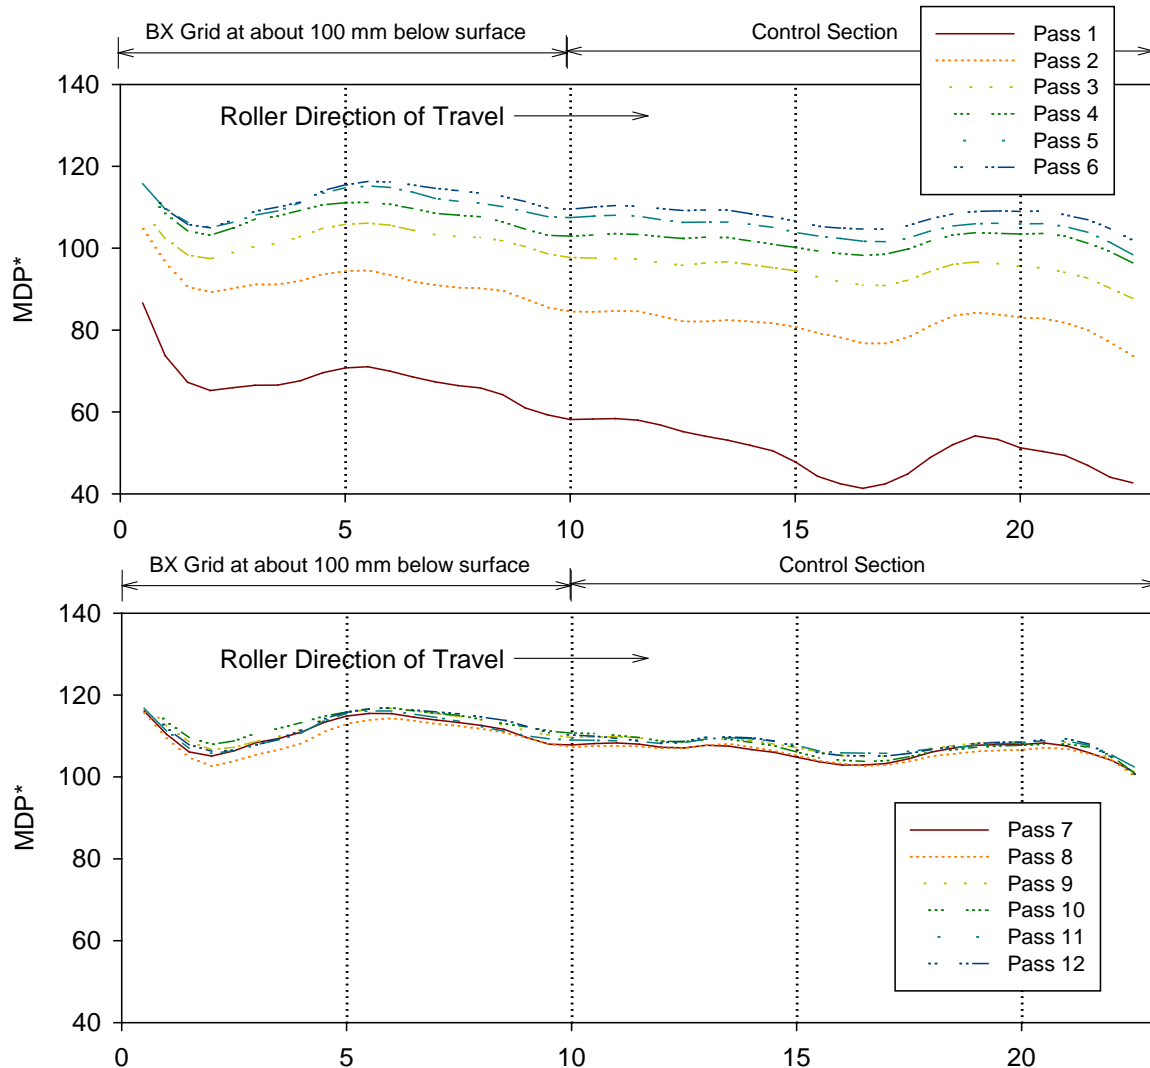 BX Grid at about 100 mm below surface
Control Section
Pass 1
Pass 2
Pass 3
Pass 4
Pass 5
Pass 6
Roller Direction of Travel
MDP*
140
120
100
80
60
40
0 5 10 15 20
BX Grid at about 100 mm below surface
Control Section
Roller Direction of Travel
MDP*
140
120
100
80
60
40
Pass 7
Pass 8
Pass 9
Pass 10
Pass 11
Pass 12
0 5 10 15 20